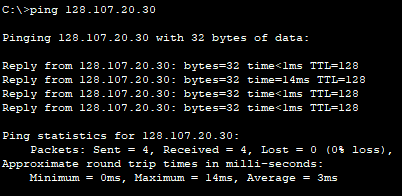 C:\>ping 128.107.20.30
Pinging 128.107.20.30 with 32 bytes of data:
Reply from 128.107.20.30: bytes=32 time<1ms TTL=128
Reply from 128.107.20.30: bytes=32 time=14ms TTL=128
Reply from 128.107.20.30: bytes=32 time<1ms TTL=128
Reply from 128.107.20.30: bytes=32 time<1ms TTL=128
Ping statistics for 128.107.20.30:
Packets: Sent = 4, Received = 4, Lost = 0 (0% loss),
Approximate round trip times in milli-seconds:
Minimum = 0ms, Maximum = 14ms, Average = 3ms